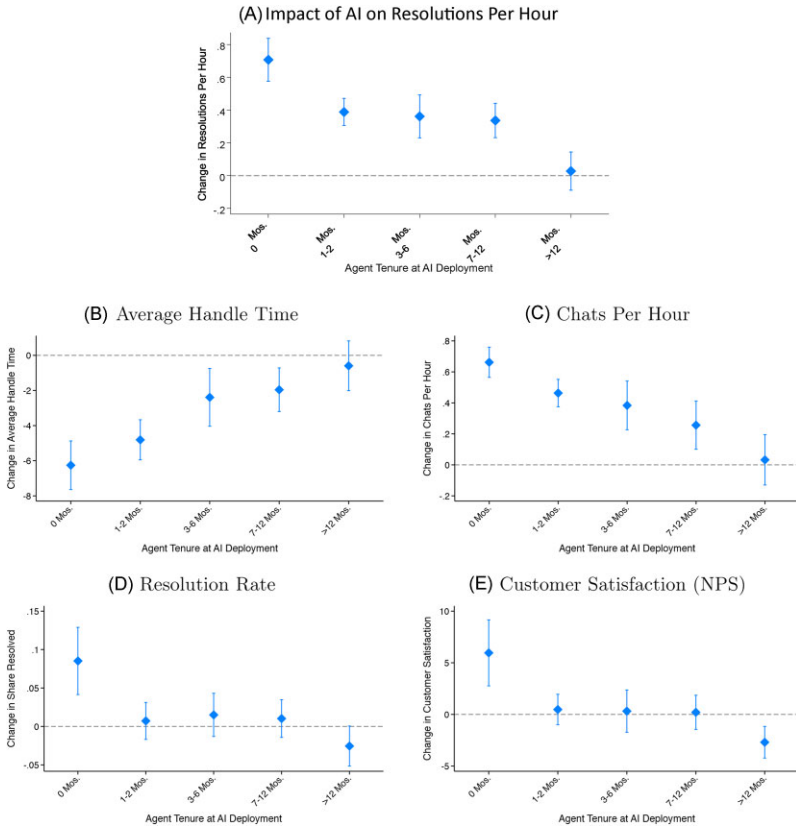 (A) Impact of AI on Resolutions Per Hour
Change in Resolutions Per Hour
.8
.6
.4
.2
0
-.2
0 Mos.
1-2 Mos.
3-6 Mos.
7-12 Mos.
>12 Mos.
Agent Tenure at AI Deployment
(B) Average Handle Time
Change in Average Handle Time
0
-2
-4
-6
-8
0 Mos.
1-2 Mos.
3-6 Mos.
7-12 Mos.
>12 Mos.
Agent Tenure at AI Deployment
(C) Chats Per Hour
Change in Chats Per Hour
.8
.6
.4
.2
0
-.2
0 Mos.
1-2 Mos.
3-6 Mos.
7-12 Mos.
>12 Mos.
Agent Tenure at AI Deployment
(D) Resolution Rate
Change in Share Resolved
.15
.1
.05
0
-.05
0 Mos.
1-2 Mos.
3-6 Mos.
7-12 Mos.
>12 Mos.
Agent Tenure at AI Deployment
(E) Customer Satisfaction (NPS)
Change in Customer Satisfaction
10
5
0
-5
0 Mos.
1-2 Mos.
3-6 Mos.
7-12 Mos.
>12 Mos.
Agent Tenure at AI Deployment